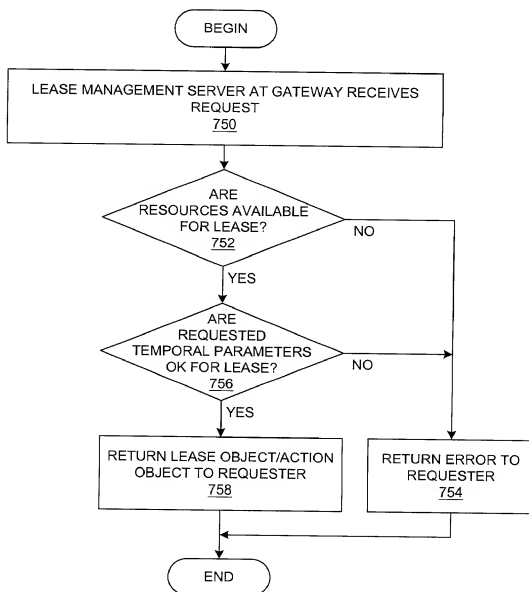 BEGIN
LEASE MANAGEMENT SERVER AT GATEWAY RECEIVES
REQUEST
750
ARE
RESOURCES AVAILABLE
FOR LEASE?
752
NO
YES
ARE
REQUESTED
TEMPORAL PARAMETERS
OK FOR LEASE?
756
NO
YES
RETURN LEASE OBJECT/ACTION
OBJECT TO REQUESTER
758
RETURN ERROR TO
REQUESTER
754
END